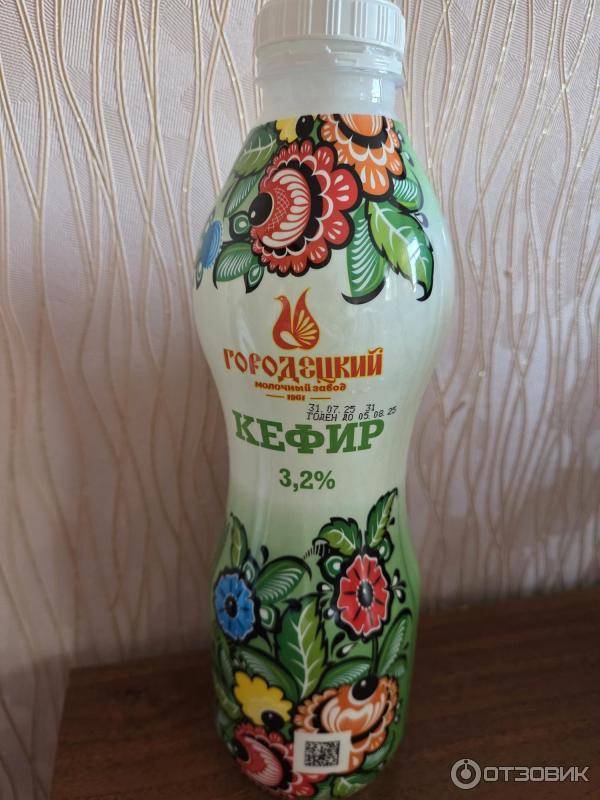 ГОРОДЕЦКИЙ
МОЛОЧНЫЙ ЗАВОД
1961
31.07.25 31
ГОДЕН ДО 05.08.25
КЕФИР
3,2%
ОТЗОВИК